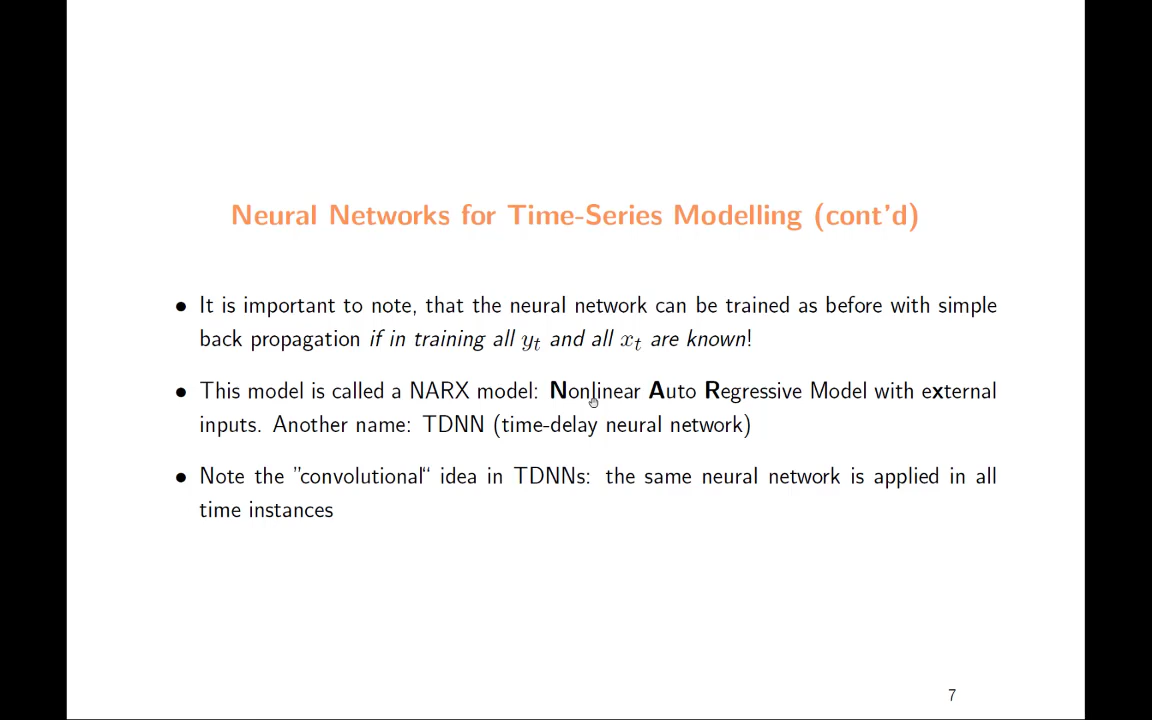 Neural Networks for Time-Series Modelling (cont'd)
• It is important to note, that the neural network can be trained as before with simple
back propagation if in training all yt and all xt are known!
• This model is called a NARX model: Nonlinear Auto Regressive Model with external
inputs. Another name: TDNN (time-delay neural network)
• Note the ”convolutional“ idea in TDNNs: the same neural network is applied in all
time instances
7